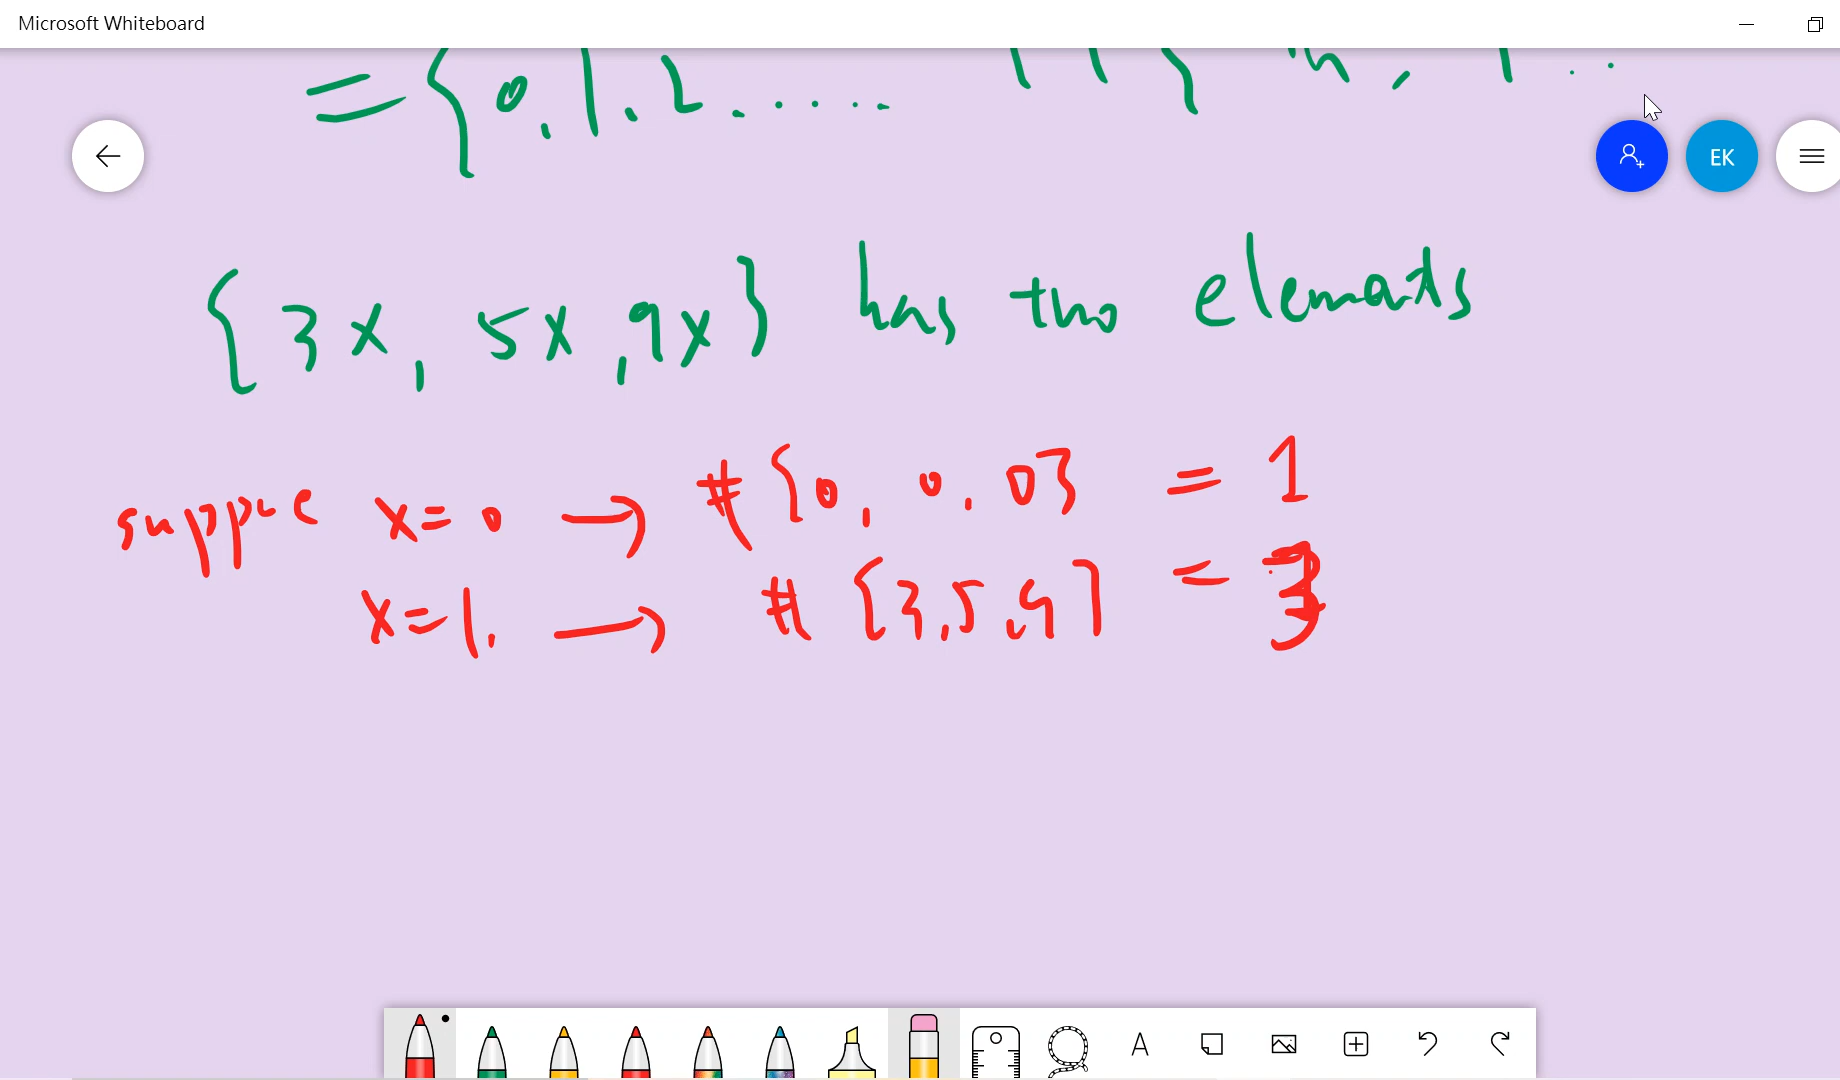 Microsoft Whiteboard
={0,1,2,.....
EK
{3x, 5x, 9x} has two elements
suppose x=0 → #{0, 0, 0} = 1
x=1. → #{3,5,9} = 3
A